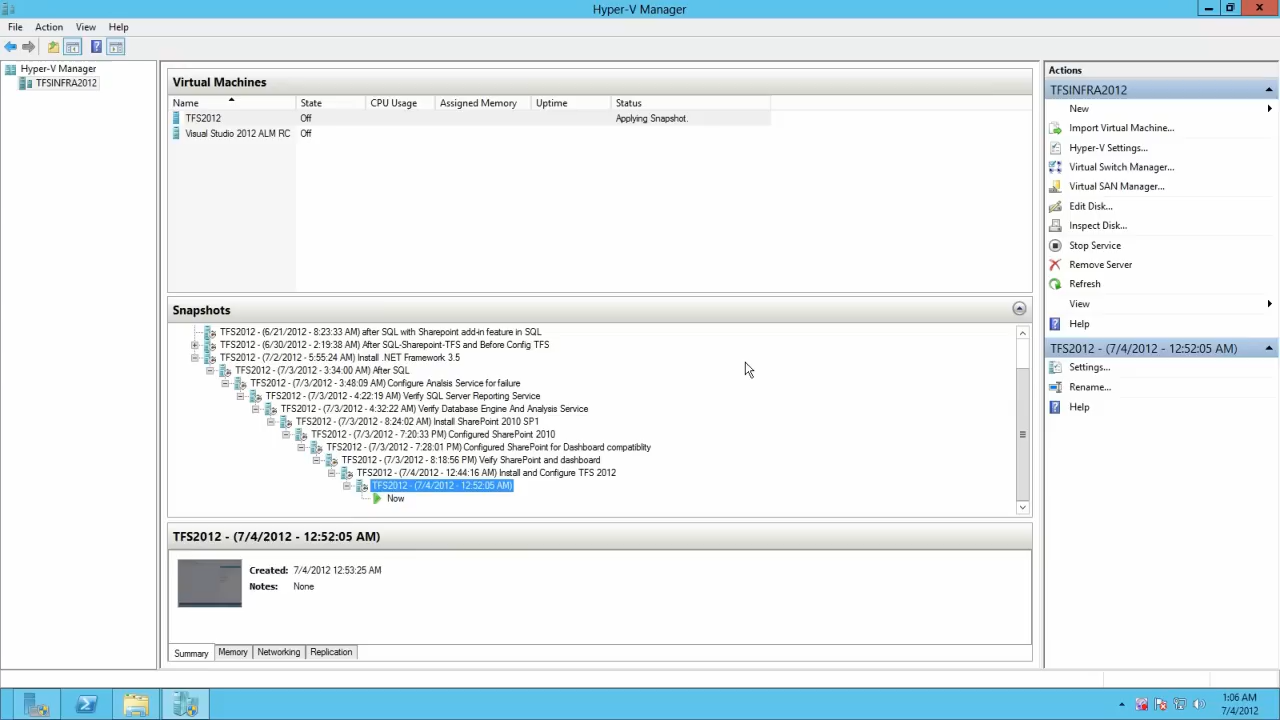 Hyper-V Manager
File Action View Help
Hyper-V Manager
TFSINFRA2012
Virtual Machines
Name State CPU Usage Assigned Memory Uptime Status
TFS2012 Off Applying Snapshot.
Visual Studio 2012 ALM RC Off
Snapshots
TFS2012 - (6/21/2012 - 8:23:33 AM) after SQL with Sharepoint add-in feature in SQL
TFS2012 - (6/30/2012 - 2:19:38 AM) After SQL-Sharepoint-TFS and Before Config TFS
TFS2012 - (7/2/2012 - 5:55:24 AM) Install .NET Framework 3.5
TFS2012 - (7/3/2012 - 3:34:00 AM) After SQL
TFS2012 - (7/3/2012 - 3:48:09 AM) Configure Analsis Service for failure
TFS2012 - (7/3/2012 - 4:22:19 AM) Verify SQL Server Reporting Service
TFS2012 - (7/3/2012 - 4:32:22 AM) Verify Database Engine And Analysis Service
TFS2012 - (7/3/2012 - 8:24:02 AM) Install SharePoint 2010 SP1
TFS2012 - (7/3/2012 - 7:20:33 PM) Configured SharePoint 2010
TFS2012 - (7/3/2012 - 7:28:01 PM) Configured SharePoint for Dashboard compatiblity
TFS2012 - (7/3/2012 - 8:18:56 PM) Vefify SharePoint and dashboard
TFS2012 - (7/4/2012 - 12:44:16 AM) Install and Configure TFS 2012
TFS2012 - (7/4/2012 - 12:52:05 AM)
Now
TFS2012 - (7/4/2012 - 12:52:05 AM)
Created: 7/4/2012 12:53:25 AM
Notes: None
Summary Memory Networking Replication
Actions
TFSINFRA2012
New
Import Virtual Machine...
Hyper-V Settings...
Virtual Switch Manager...
Virtual SAN Manager...
Edit Disk...
Inspect Disk...
Stop Service
Remove Server
Refresh
View
Help
TFS2012 - (7/4/2012 - 12:52:05 AM)
Settings...
Rename...
Help
1:06 AM
7/4/2012